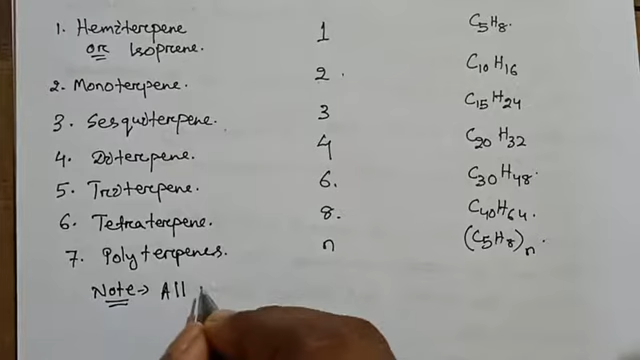 1. Hemiterpene 1 C5H8.
or Isoprene.
2. Monoterpene. 2. C10H16
3. Sesquiterpene. 3 C15H24
4. Diterpene. 4 C20H32
5. Triterpene. 6. C30H48.
6. Tetraterpene. 8. C40H64.
7. Polyterpenes. n (C5H8)n.
Note→ All